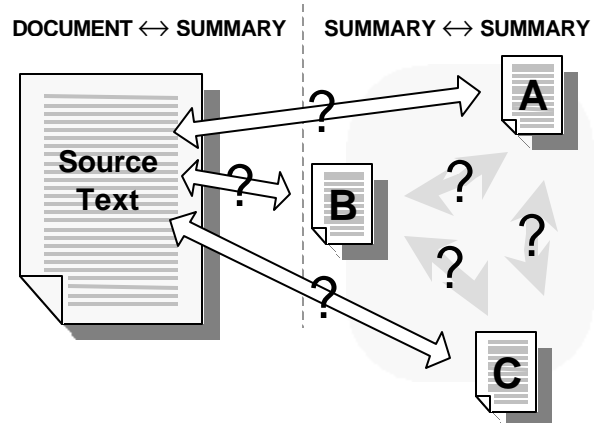 DOCUMENT ↔ SUMMARY
SUMMARY ↔ SUMMARY
A
?
Source
Text
?
B
?
?
?
?
C